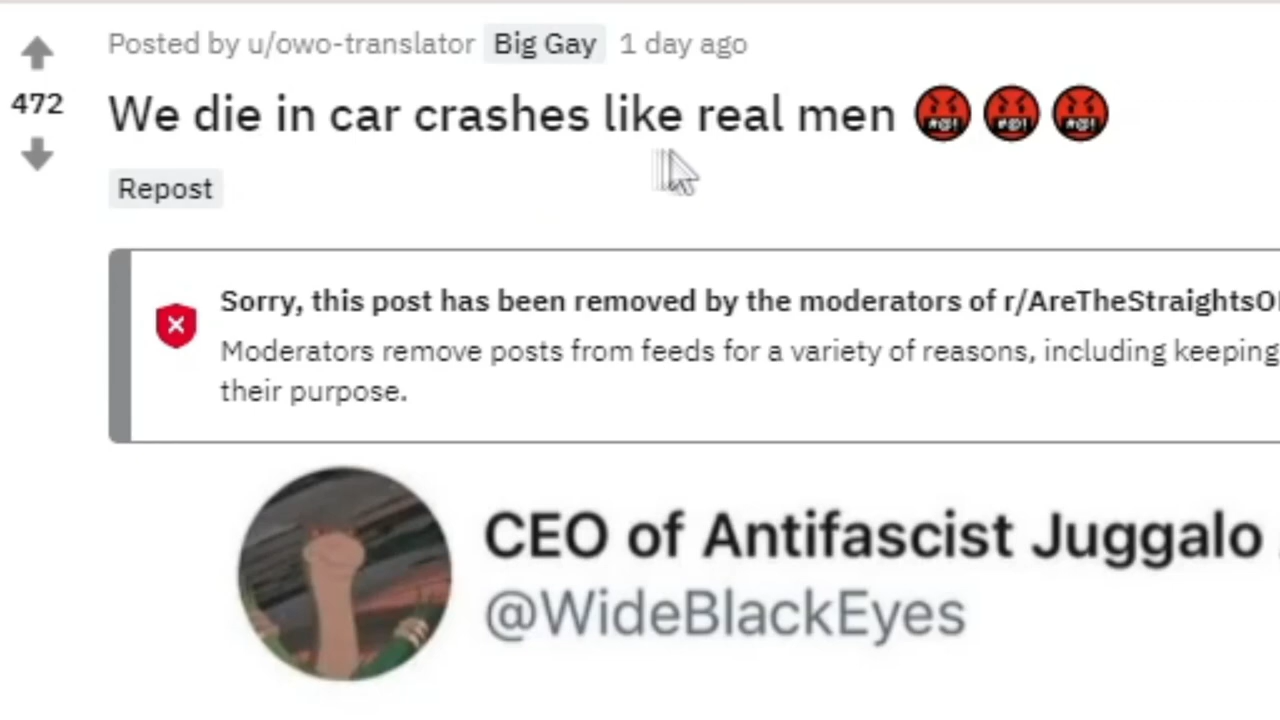 Posted by u/owo-translator Big Gay 1 day ago
472
We die in car crashes like real men 🤬🤬🤬
Repost
Sorry, this post has been removed by the moderators of r/AreTheStraightsO
Moderators remove posts from feeds for a variety of reasons, including keeping
their purpose.
CEO of Antifascist Juggalo
@WideBlackEyes